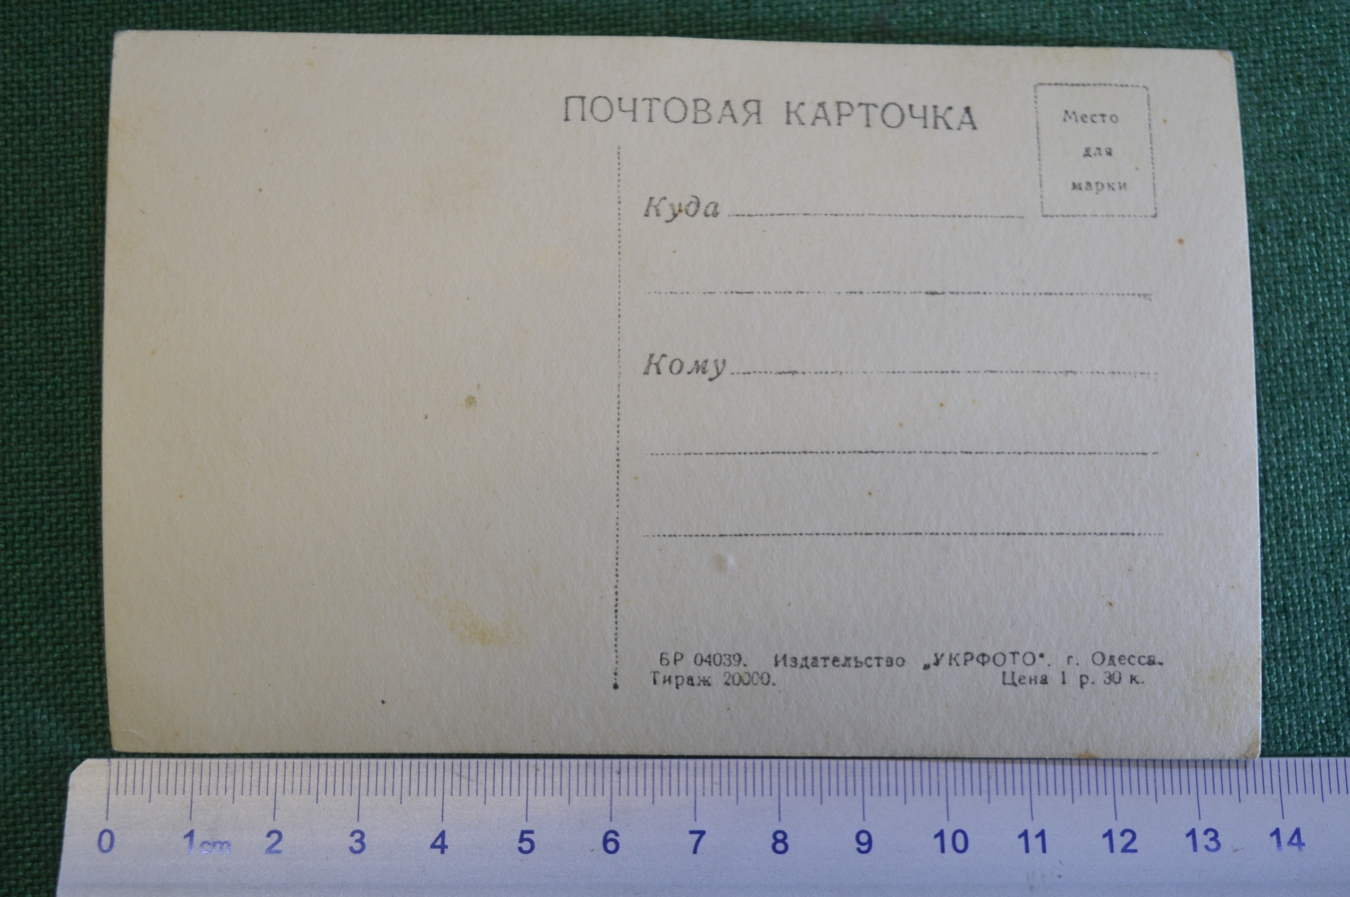 ПОЧТОВАЯ КАРТОЧКА
Место
для
марки
Куда
Кому
БР 04039. Издательство „УКРФОТО“. г. Одесса.
Тираж 20000. Цена 1 р. 30 к.
0 1cm 2 3 4 5 6 7 8 9 10 11 12 13 14